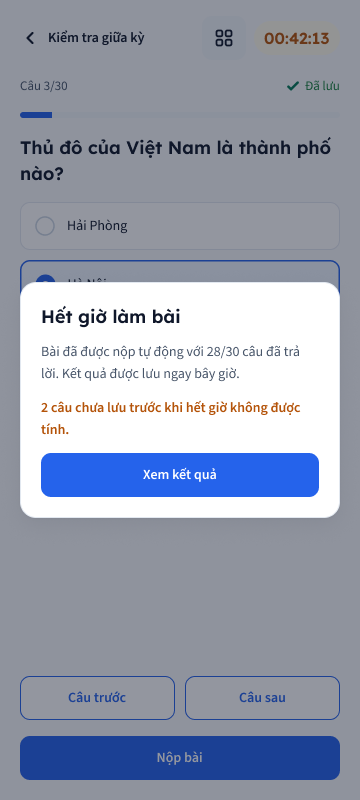 Kiểm tra giữa kỳ
00:42:13
Câu 3/30
Đã lưu
Thủ đô của Việt Nam là thành phố
nào?
Hải Phòng
Hà Nội
Hết giờ làm bài
Bài đã được nộp tự động với 28/30 câu đã trả
lời. Kết quả được lưu ngay bây giờ.
2 câu chưa lưu trước khi hết giờ không được
tính.
Xem kết quả
Câu trước
Câu sau
Nộp bài